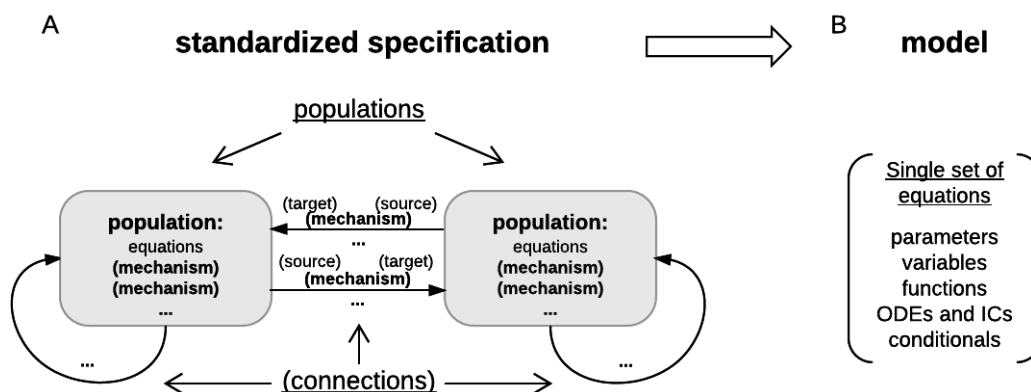 A
standardized specification
B
model
populations
population:
equations
(mechanism)
(mechanism)
...
...
(target) (source)
(mechanism)
...
(source) (target)
(mechanism)
...
population:
equations
(mechanism)
(mechanism)
...
...
(connections)
Single set of
equations
parameters
variables
functions
ODEs and ICs
conditionals